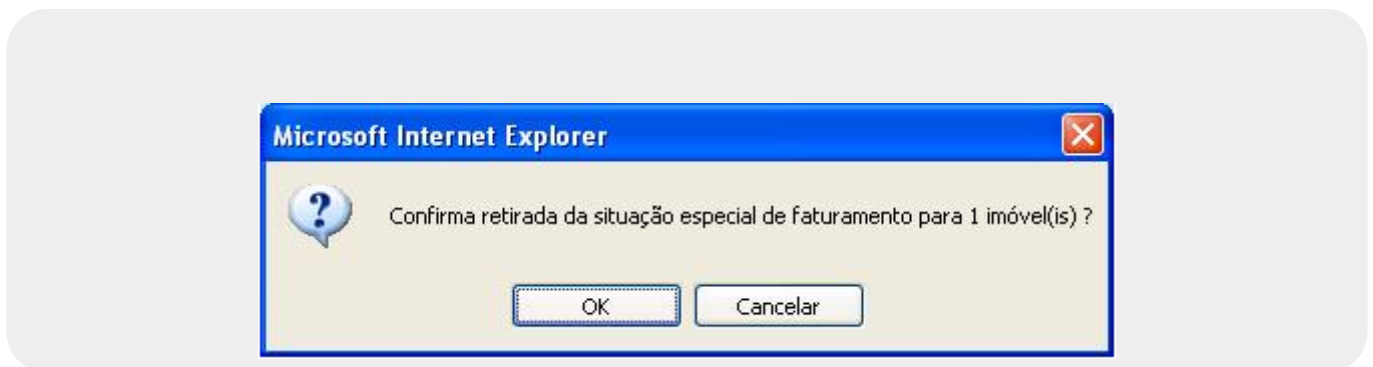 Microsoft Internet Explorer
Confirma retirada da situação especial de faturamento para 1 imóvel(is) ?
OK
Cancelar